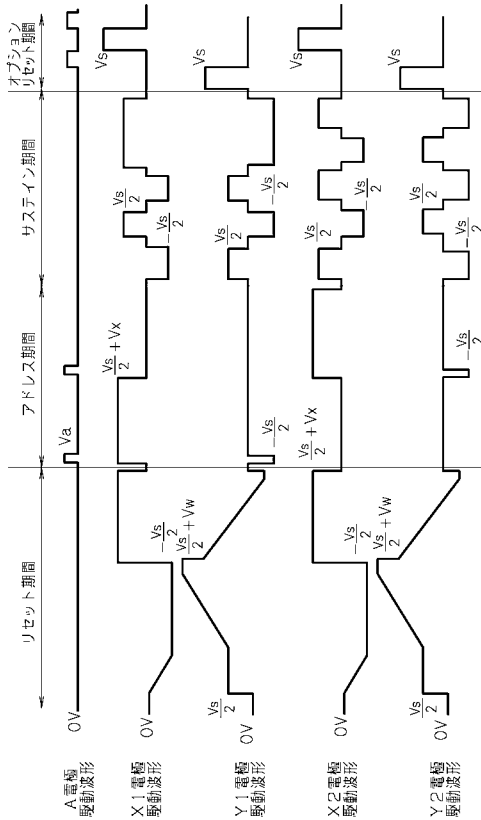 リセット期間
アドレス期間
サステイン期間
オプション
リセット期間
A電極
駆動波形
0V
Va
X1電極
駆動波形
0V
-Vs/2
Vs/2+Vx
-Vs/2
Vs/2
Vs
Y1電極
駆動波形
0V
Vs/2
Vs/2+Vw
-Vs/2
Vs/2
-Vs/2
Vs
X2電極
駆動波形
0V
-Vs/2
Vs/2+Vx
Vs/2
-Vs/2
Vs
Y2電極
駆動波形
0V
Vs/2
Vs/2+Vw
-Vs/2
-Vs/2
Vs/2
Vs